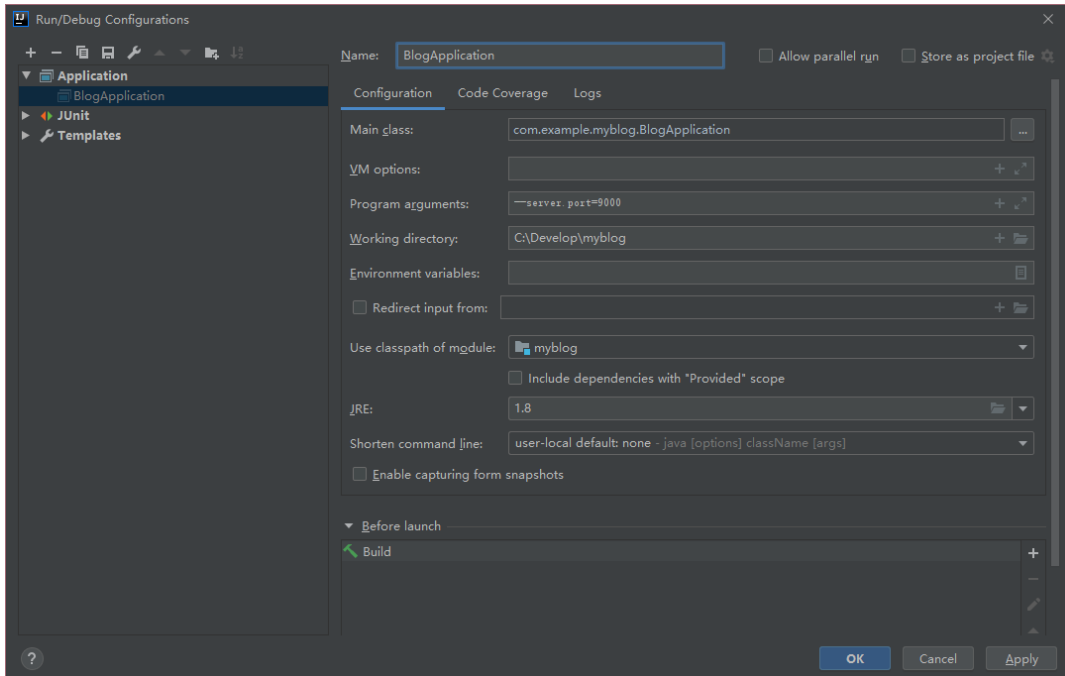 Run/Debug Configurations
Name: BlogApplication Allow parallel run Store as project file
Application
BlogApplication
JUnit
Templates
Configuration Code Coverage Logs
Main class: com.example.myblog.BlogApplication ...
VM options:
Program arguments: —server.port=9000
Working directory: C:\Develop\myblog
Environment variables:
Redirect input from:
Use classpath of module: myblog
Include dependencies with "Provided" scope
JRE: 1.8
Shorten command line: user-local default: none - java [options] className [args]
Enable capturing form snapshots
Before launch
Build
? OK Cancel Apply